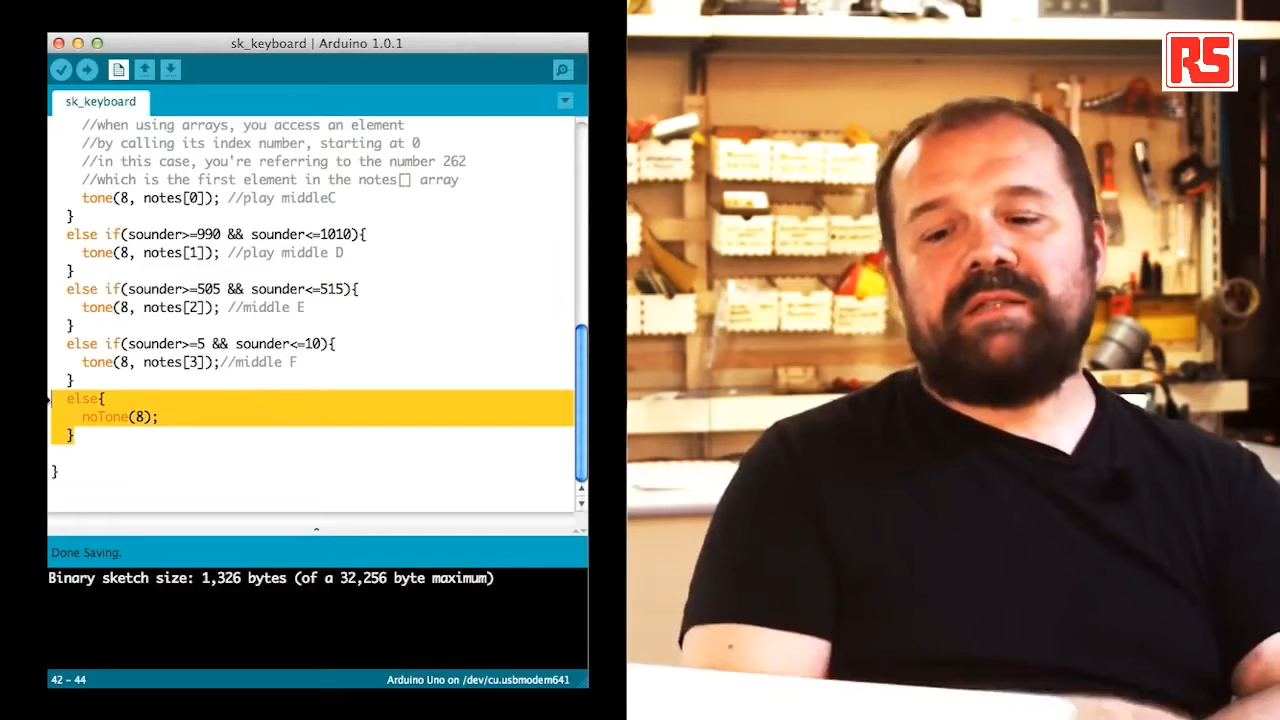 sk_keyboard | Arduino 1.0.1
sk_keyboard
//when using arrays, you access an element
//by calling its index number, starting at 0
//in this case, you're referring to the number 262
//which is the first element in the notes[] array
tone(8, notes[0]); //play middleC
}
else if(sounder>=990 && sounder<=1010){
tone(8, notes[1]); //play middle D
}
else if(sounder>=505 && sounder<=515){
tone(8, notes[2]); //middle E
}
else if(sounder>=5 && sounder<=10){
tone(8, notes[3]);//middle F
}
else{
noTone(8);
}
}
Done Saving.
Binary sketch size: 1,326 bytes (of a 32,256 byte maximum)
42 - 44
Arduino Uno on /dev/cu.usbmodem641
RS